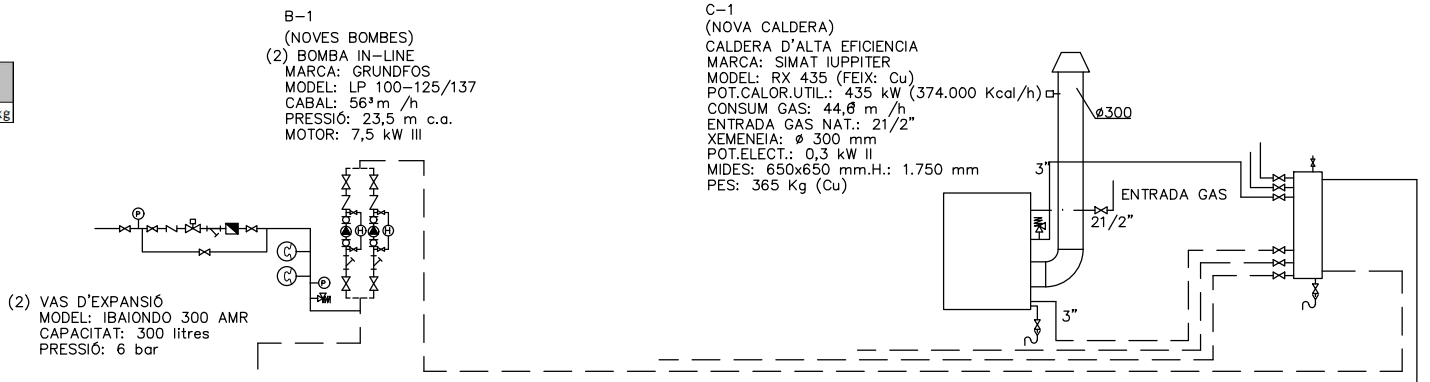 B-1
(NOVES BOMBES)
(2) BOMBA IN-LINE
MARCA: GRUNDFOS
MODEL: LP 100-125/137
CABAL: 56³m /h
PRESSIÓ: 23,5 m c.a.
MOTOR: 7,5 kW III
C-1
(NOVA CALDERA)
CALDERA D'ALTA EFICIENCIA
MARCA: SIMAT IUPPITER
MODEL: RX 435 (FEIX: Cu)
POT.CALOR.UTIL.: 435 kW (374.000 Kcal/h)
CONSUM GAS: 44,6³ m /h
ENTRADA GAS NAT.: 21/2"
XEMENEIA: ø 300 mm
POT.ELECT.: 0,3 kW II
MIDES: 650x650 mm.H.: 1.750 mm
PES: 365 Kg (Cu)
ø300
3"
ENTRADA GAS
21/2"
3"
P
H
H
P
(2) VAS D'EXPANSIÓ
MODEL: IBAIONDO 300 AMR
CAPACITAT: 300 litres
PRESSIÓ: 6 bar